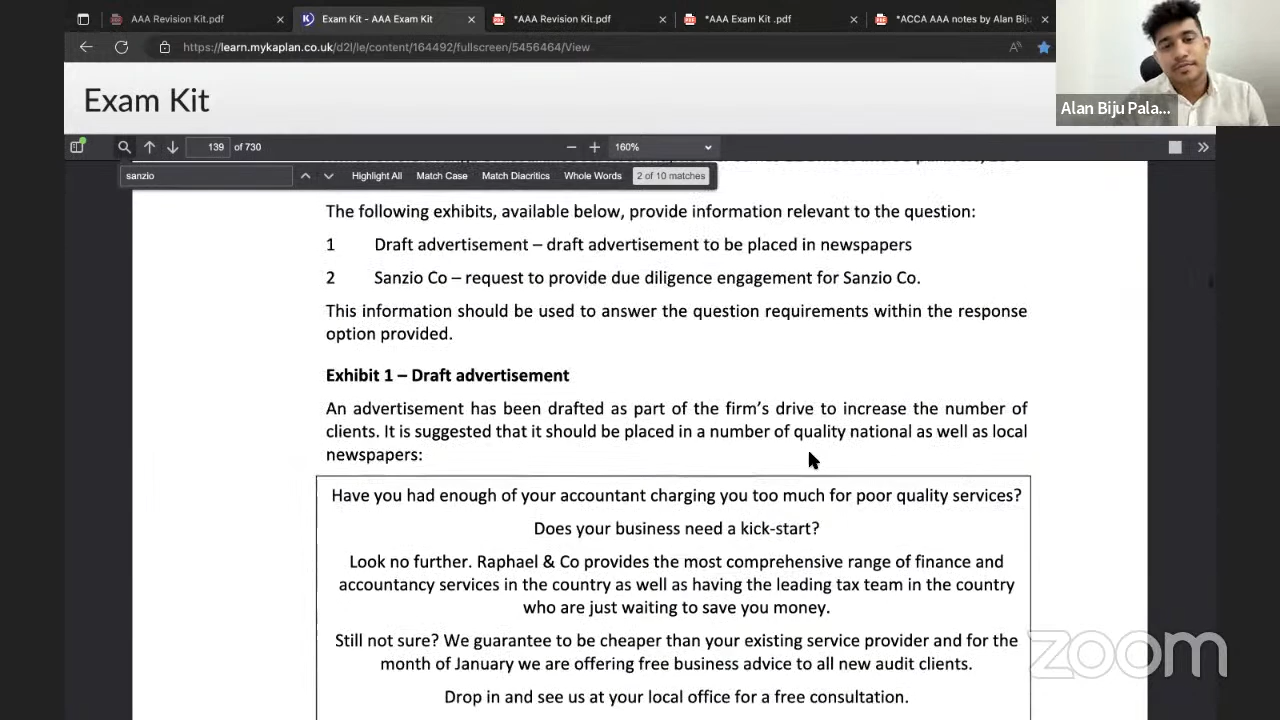 AAA Revision Kit.pdf
Exam Kit - AAA Exam Kit
*AAA Revision Kit.pdf
*AAA Exam Kit .pdf
*ACCA AAA notes by Alan Biju
https://learn.mykaplan.co.uk/d2l/le/content/164492/fullscreen/5456464/View
Exam Kit
Alan Biju Pala...
139 of 730
160%
sanzio
Highlight All Match Case Match Diacritics Whole Words 2 of 10 matches
The following exhibits, available below, provide information relevant to the question:
1 Draft advertisement – draft advertisement to be placed in newspapers
2 Sanzio Co – request to provide due diligence engagement for Sanzio Co.
This information should be used to answer the question requirements within the response
option provided.
Exhibit 1 – Draft advertisement
An advertisement has been drafted as part of the firm's drive to increase the number of
clients. It is suggested that it should be placed in a number of quality national as well as local
newspapers:
Have you had enough of your accountant charging you too much for poor quality services?
Does your business need a kick-start?
Look no further. Raphael & Co provides the most comprehensive range of finance and
accountancy services in the country as well as having the leading tax team in the country
who are just waiting to save you money.
Still not sure? We guarantee to be cheaper than your existing service provider and for the
month of January we are offering free business advice to all new audit clients.
Drop in and see us at your local office for a free consultation.
zoom